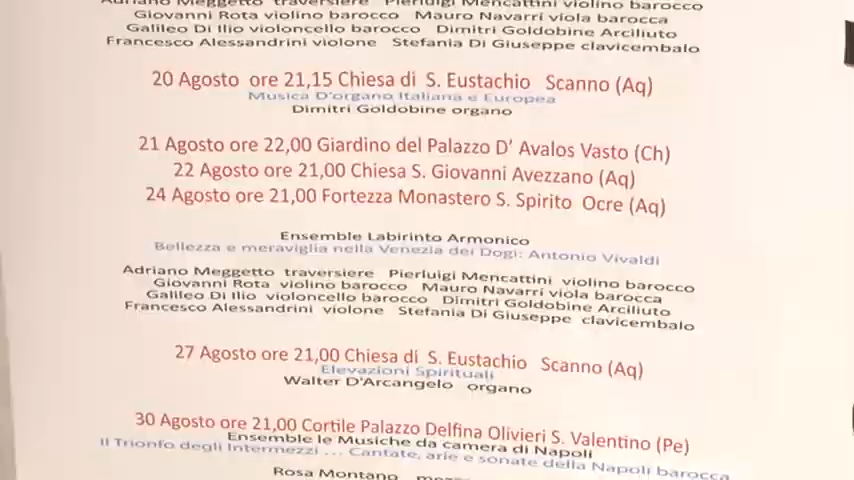 Adriano Meggetto traversiere Pierluigi Mencattini violino barocco
Giovanni Rota violino barocco Mauro Navarri viola barocca
Galileo Di Ilio violoncello barocco Dimitri Goldobine Arciliuto
Francesco Alessandrini violone Stefania Di Giuseppe clavicembalo
20 Agosto ore 21,15 Chiesa di S. Eustachio Scanno (Aq)
Musica D'organo Italiana e Europea
Dimitri Goldobine organo
21 Agosto ore 22,00 Giardino del Palazzo D' Avalos Vasto (Ch)
22 Agosto ore 21,00 Chiesa S. Giovanni Avezzano (Aq)
24 Agosto ore 21,00 Fortezza Monastero S. Spirito Ocre (Aq)
Ensemble Labirinto Armonico
Bellezza e meraviglia nella Venezia dei Dogi: Antonio Vivaldi
Adriano Meggetto traversiere Pierluigi Mencattini violino barocco
Giovanni Rota violino barocco Mauro Navarri viola barocca
Galileo Di Ilio violoncello barocco Dimitri Goldobine Arciliuto
Francesco Alessandrini violone Stefania Di Giuseppe clavicembalo
27 Agosto ore 21,00 Chiesa di S. Eustachio Scanno (Aq)
Elevazioni Spirituali
Walter D'Arcangelo organo
30 Agosto ore 21,00 Cortile Palazzo Delfina Olivieri S. Valentino (Pe)
Ensemble le Musiche da camera di Napoli
Il Trionfo degli Intermezzi ... Cantate, arie e sonate della Napoli barocca
Rosa Montano